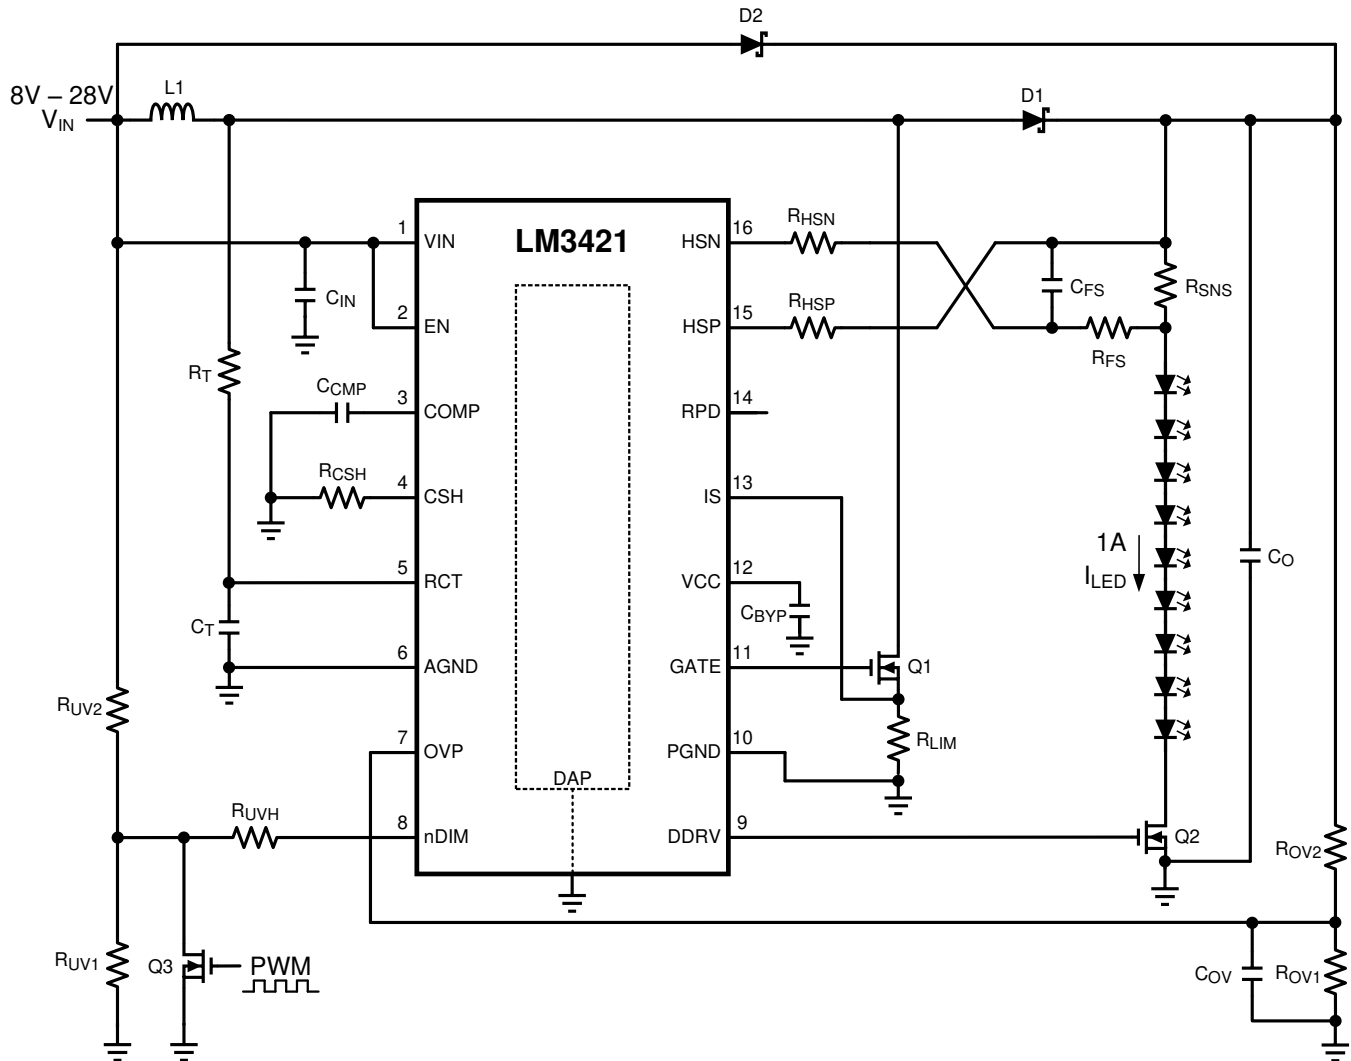 D2
8V – 28V
VIN
L1
D1
LM3421
1 VIN
2 EN
3 COMP
4 CSH
5 RCT
6 AGND
7 OVP
8 nDIM
16 HSN
15 HSP
14 RPD
13 IS
12 VCC
11 GATE
10 PGND
9 DDRV
DAP
CIN
RT
CCMP
RCSH
CT
RUV2
RUVH
RUV1
Q3
PWM
RHSN
RHSP
CFS
RSNS
RFS
1A
ILED
CO
CBYP
Q1
RLIM
Q2
ROV2
COV
ROV1